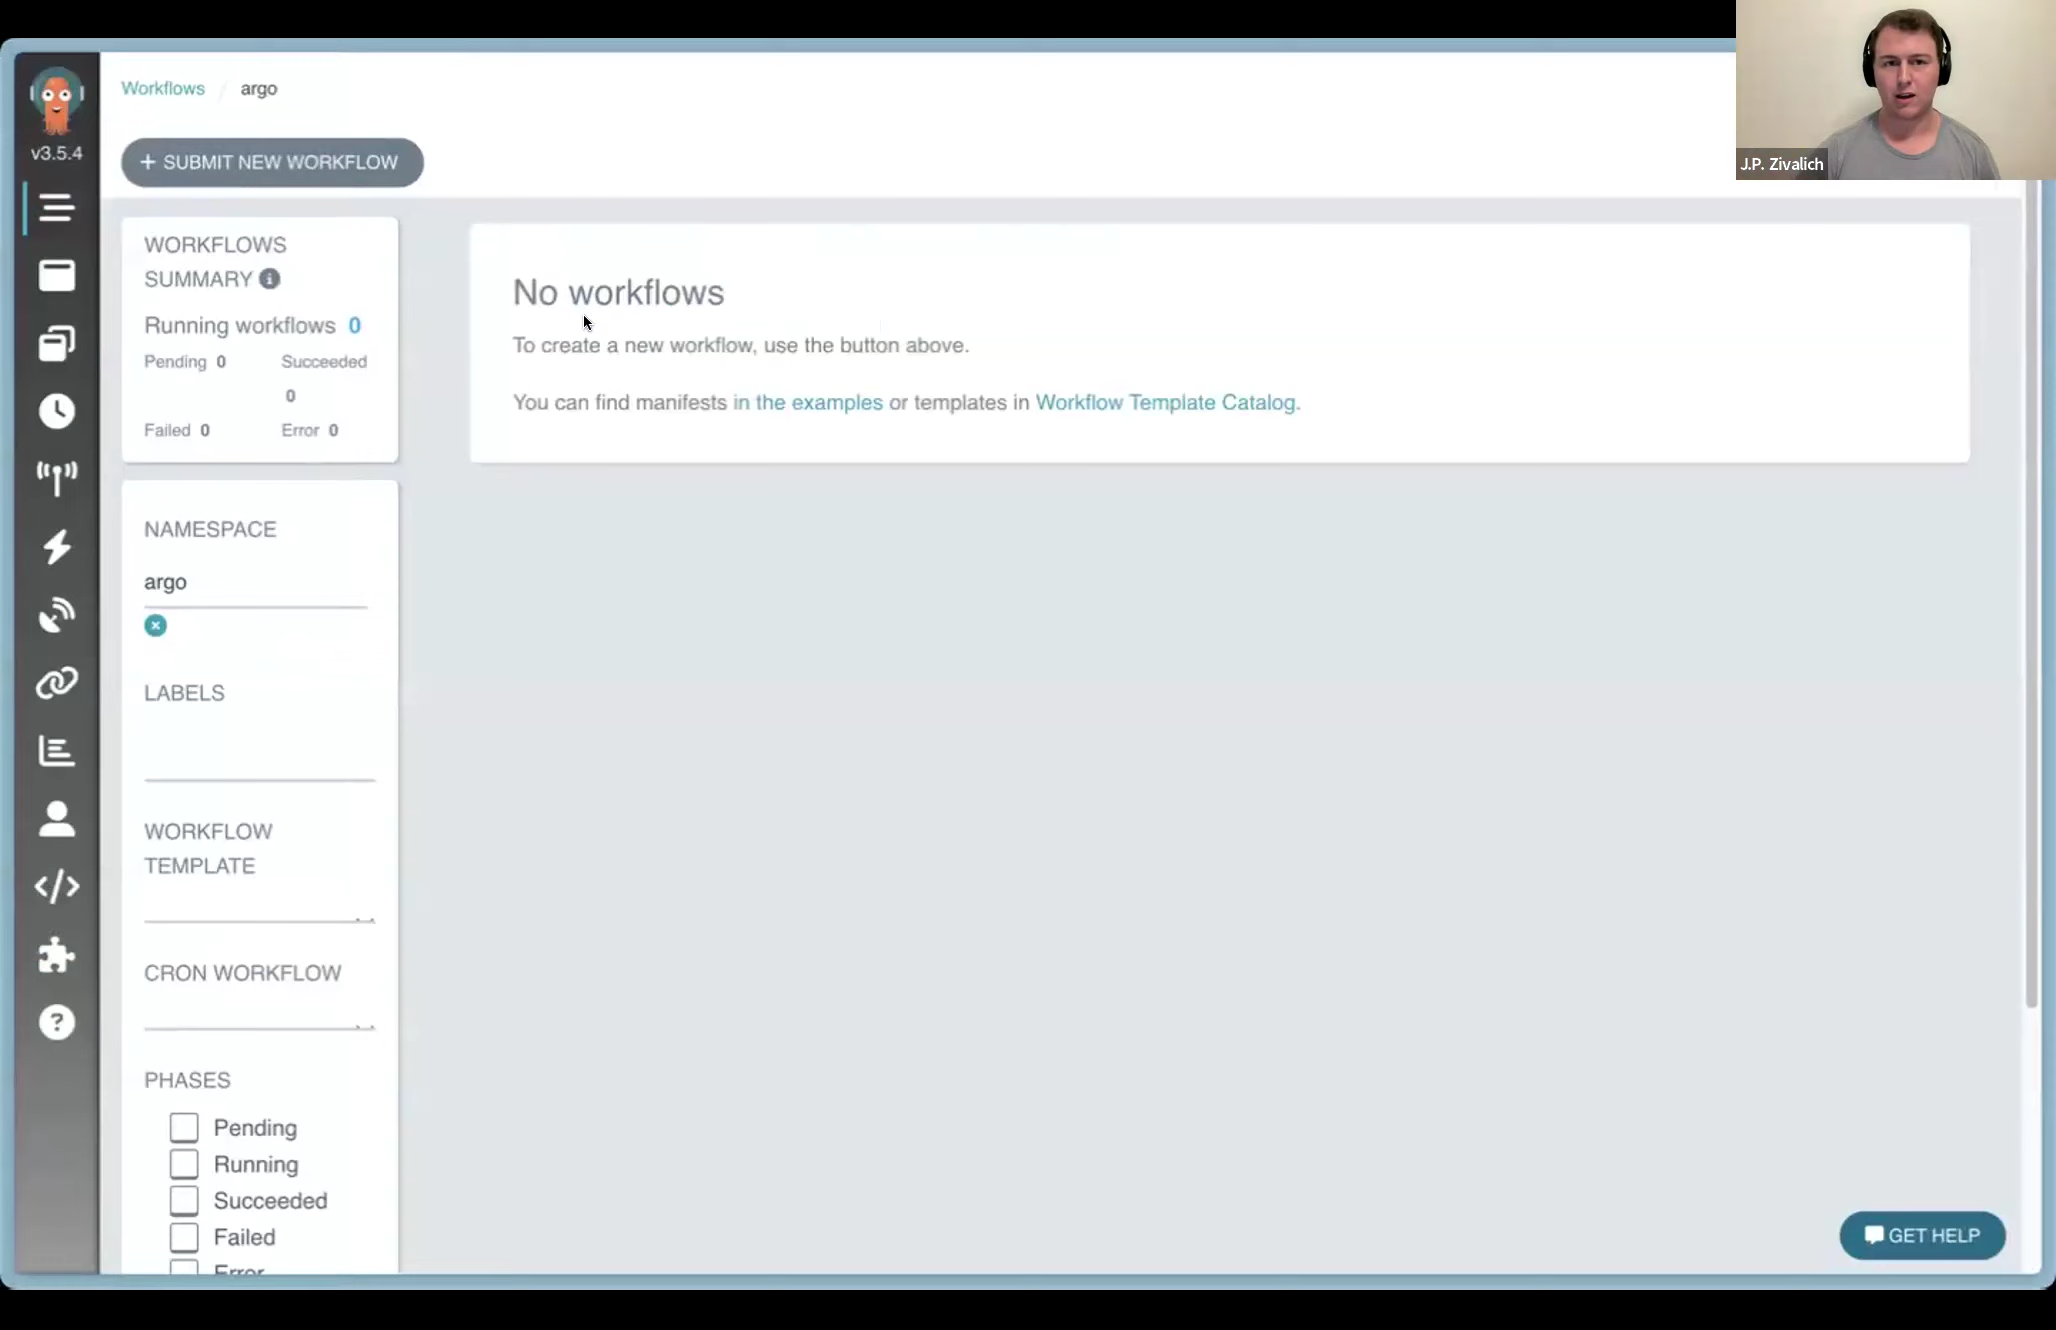 Workflows / argo
J.P. Zivalich
v3.5.4
+ SUBMIT NEW WORKFLOW
WORKFLOWS
SUMMARY
Running workflows 0
Pending 0 Succeeded
0
Failed 0 Error 0
No workflows
To create a new workflow, use the button above.
You can find manifests in the examples or templates in Workflow Template Catalog.
NAMESPACE
argo
LABELS
WORKFLOW
TEMPLATE
CRON WORKFLOW
PHASES
Pending
Running
Succeeded
Failed
Error
GET HELP